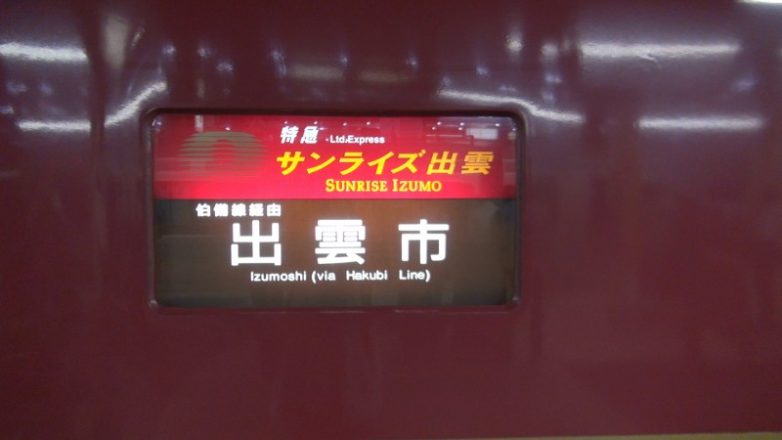 特急 -Ltd.Express
サンライズ出雲
SUNRISE IZUMO
伯備線経由
出雲市
Izumoshi (via Hakubi Line)